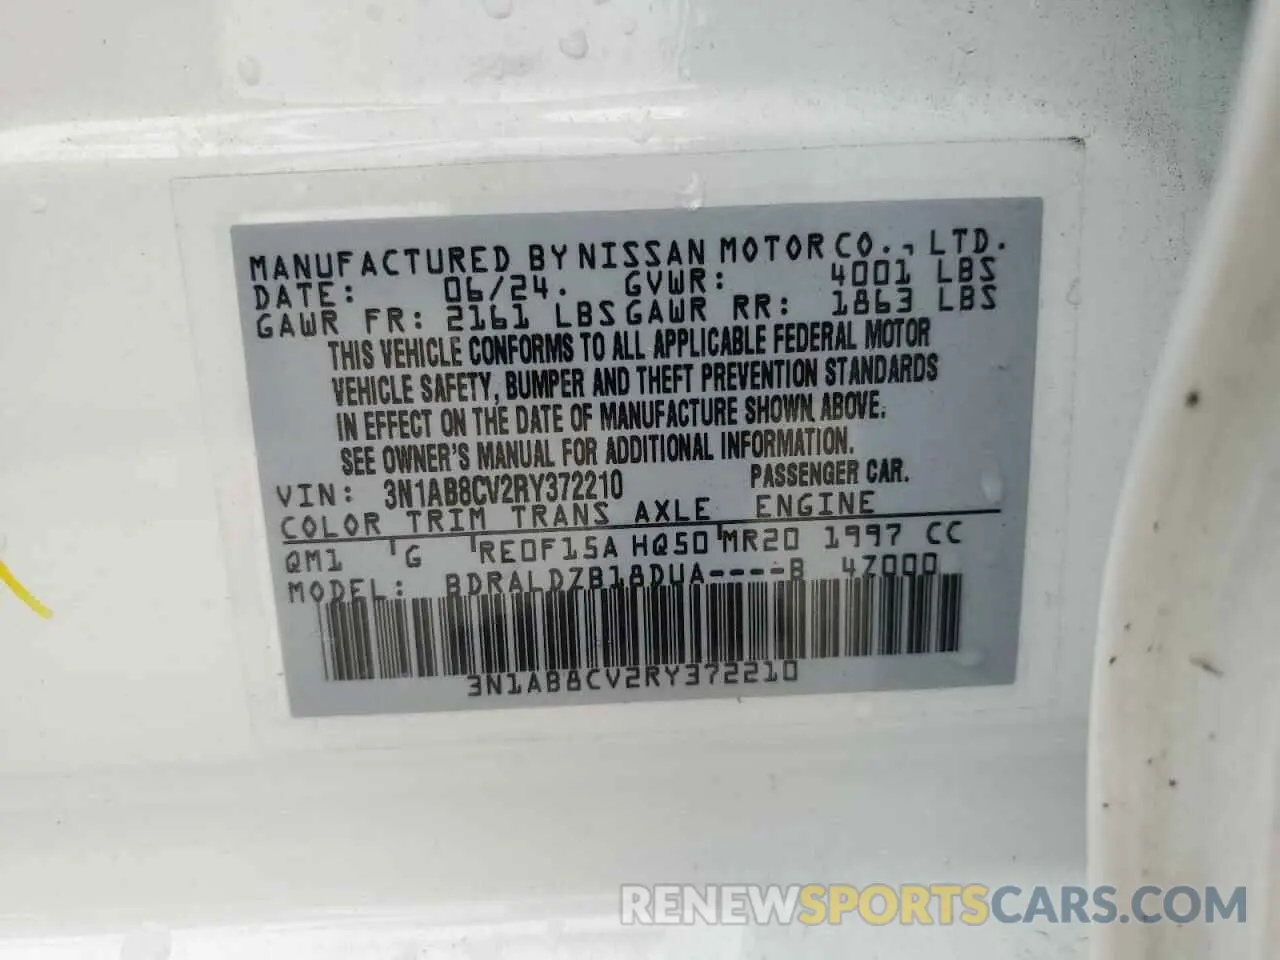 MANUFACTURED BY NISSAN MOTOR CO., LTD.
DATE: 06/24. GVWR: 4001 LBS
GAWR FR: 2161 LBS GAWR RR: 1863 LBS
THIS VEHICLE CONFORMS TO ALL APPLICABLE FEDERAL MOTOR
VEHICLE SAFETY, BUMPER AND THEFT PREVENTION STANDARDS
IN EFFECT ON THE DATE OF MANUFACTURE SHOWN ABOVE.
SEE OWNER'S MANUAL FOR ADDITIONAL INFORMATION.
VIN: 3N1AB8CV2RY372210 PASSENGER CAR.
COLOR TRIM TRANS AXLE ENGINE
QM1 G RE0F15A HQ50 MR20 1997 CC
MODEL: BDRALDZB18DUA----B 4Z000
3N1AB8CV2RY372210
RENEWSPORTSCARS.COM